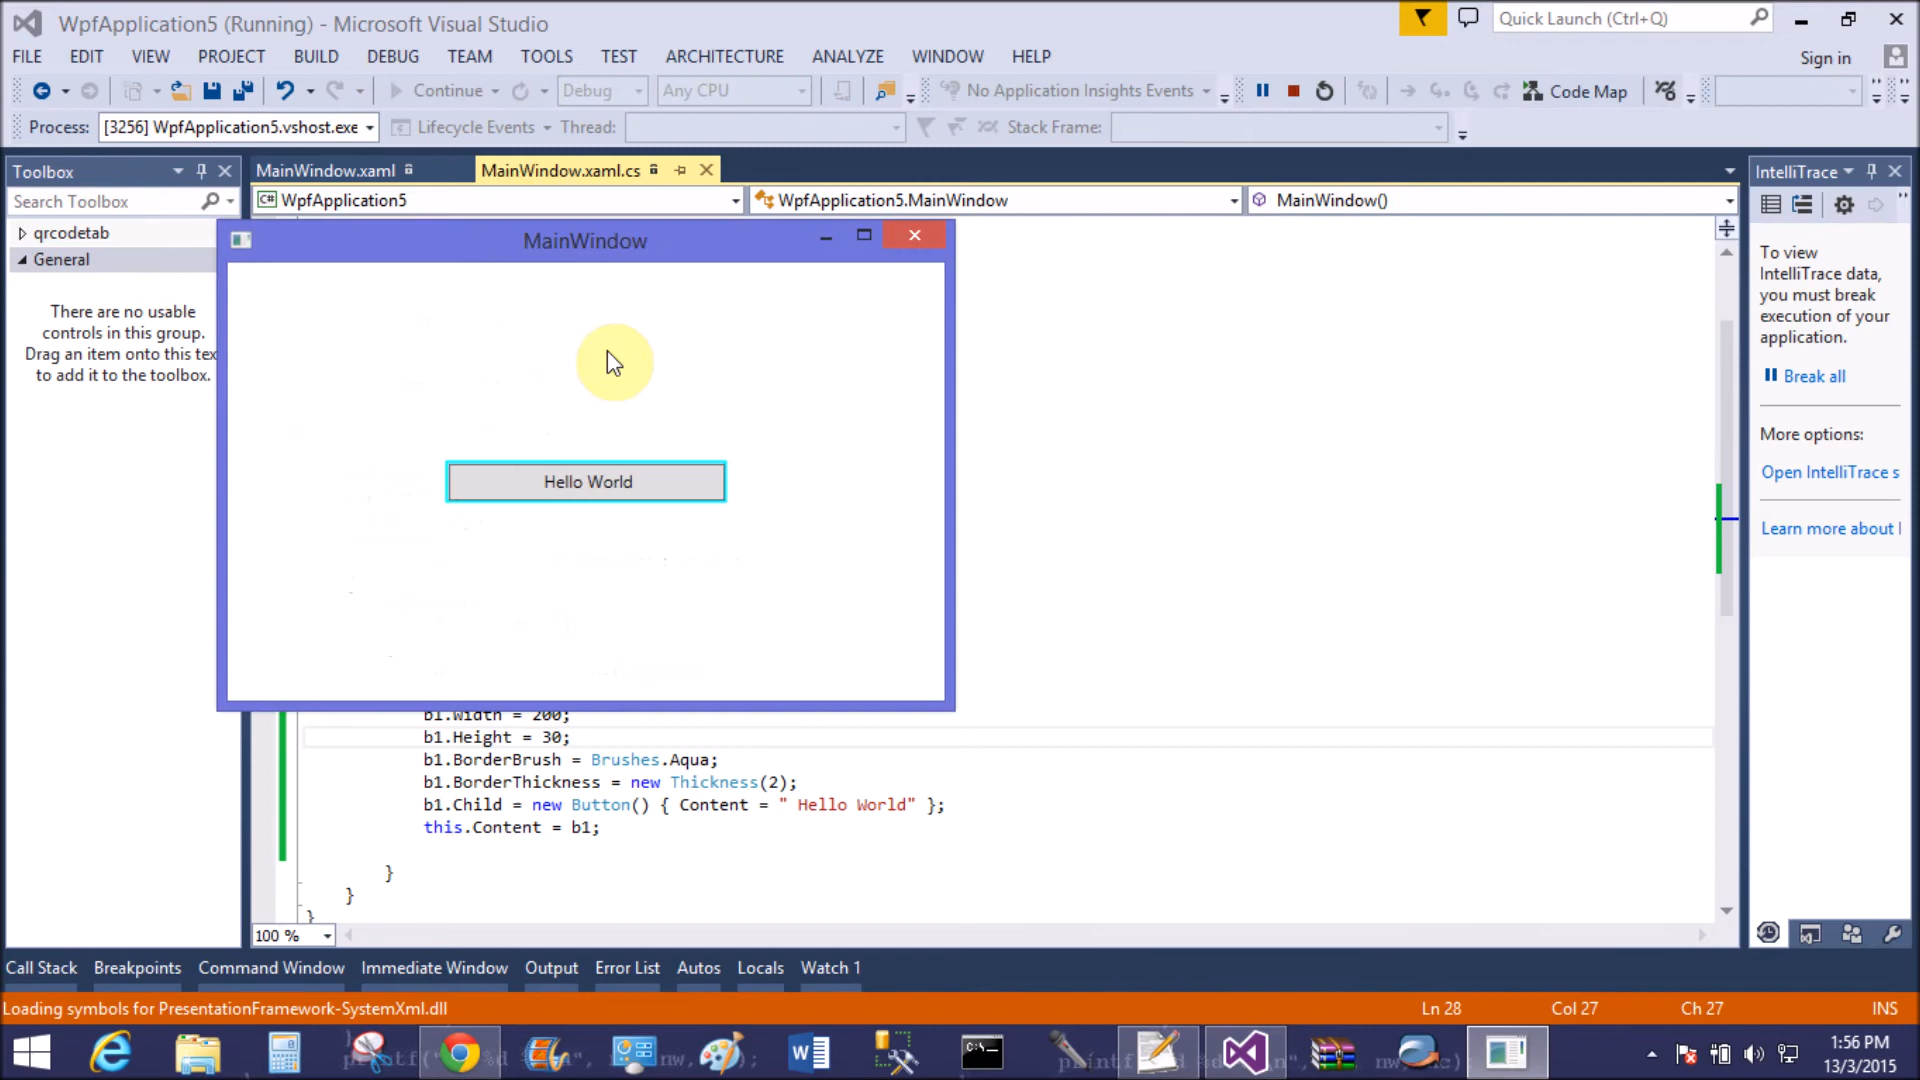 WpfApplication5 (Running) - Microsoft Visual Studio
Quick Launch (Ctrl+Q)
FILE EDIT VIEW PROJECT BUILD DEBUG TEAM TOOLS TEST ARCHITECTURE ANALYZE WINDOW HELP
Sign in
Continue Debug Any CPU No Application Insights Events Code Map
Process: [3256] WpfApplication5.vshost.exe Lifecycle Events Thread: Stack Frame:
Toolbox
MainWindow.xaml MainWindow.xaml.cs
IntelliTrace
Search Toolbox
WpfApplication5 WpfApplication5.MainWindow MainWindow()
qrcodetab
General
There are no usable
controls in this group.
Drag an item onto this tex
to add it to the toolbox.
MainWindow
Hello World
To view
IntelliTrace data,
you must break
execution of your
application.
Break all
More options:
Open IntelliTrace s
Learn more about
b1.Width = 200;
b1.Height = 30;
b1.BorderBrush = Brushes.Aqua;
b1.BorderThickness = new Thickness(2);
b1.Child = new Button() { Content = " Hello World" };
this.Content = b1;
}
}
}
100 %
Call Stack Breakpoints Command Window Immediate Window Output Error List Autos Locals Watch 1
Loading symbols for PresentationFramework-SystemXml.dll
Ln 28 Col 27 Ch 27 INS
1:56 PM
13/3/2015